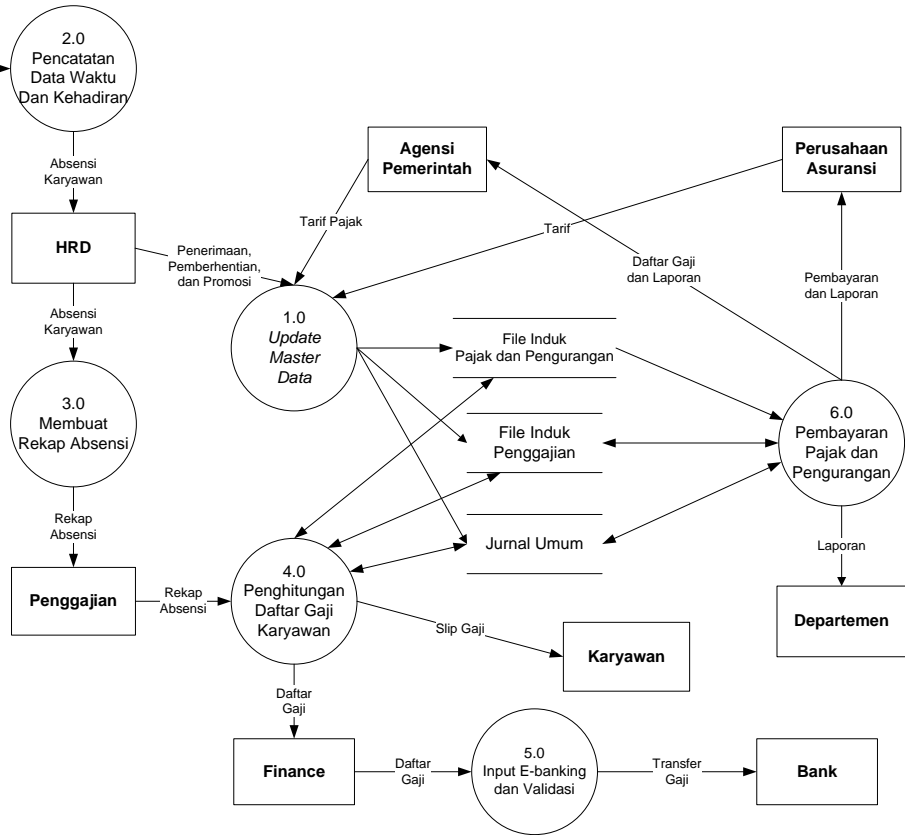 2.0
Pencatatan
Data Waktu
Dan Kehadiran
Absensi
Karyawan
HRD
Penerimaan,
Pemberhentian,
dan Promosi
Absensi
Karyawan
3.0
Membuat
Rekap Absensi
Rekap
Absensi
Penggajian
Rekap
Absensi
Agensi
Pemerintah
Tarif Pajak
Perusahaan
Asuransi
Tarif
Daftar Gaji
dan Laporan
Pembayaran
dan Laporan
1.0
Update
Master
Data
File Induk
Pajak dan Pengurangan
File Induk
Penggajian
Jurnal Umum
6.0
Pembayaran
Pajak dan
Pengurangan
Laporan
Departemen
4.0
Penghitungan
Daftar Gaji
Karyawan
Slip Gaji
Karyawan
Daftar
Gaji
Finance
Daftar
Gaji
5.0
Input E-banking
dan Validasi
Transfer
Gaji
Bank